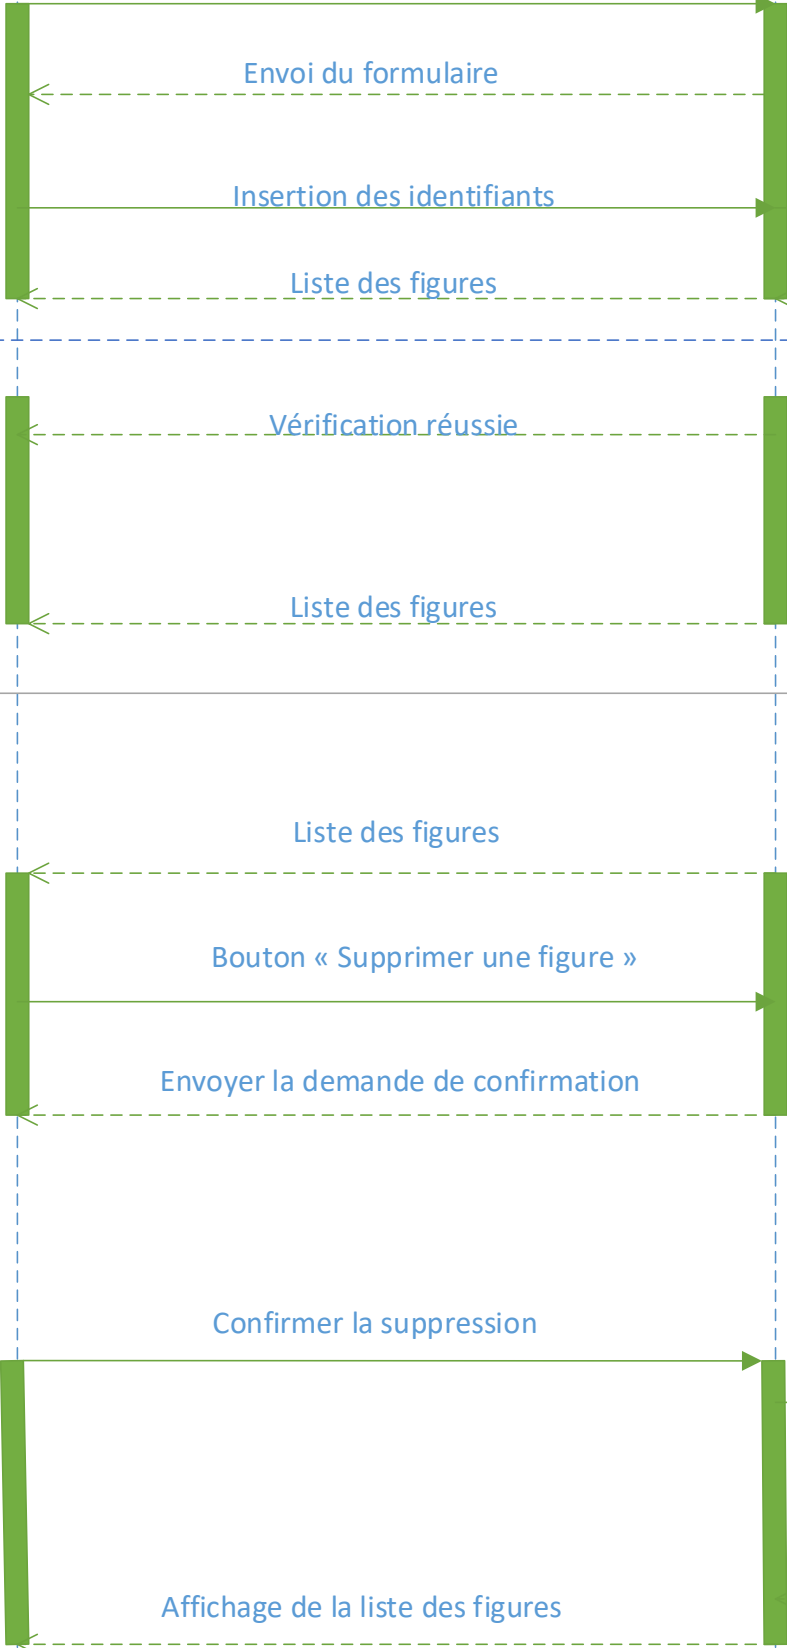 Envoi du formulaire
Insertion des identifiants
Liste des figures
Vérification réussie
Liste des figures
Liste des figures
Bouton « Supprimer une figure »
Envoyer la demande de confirmation
Confirmer la suppression
Affichage de la liste des figures